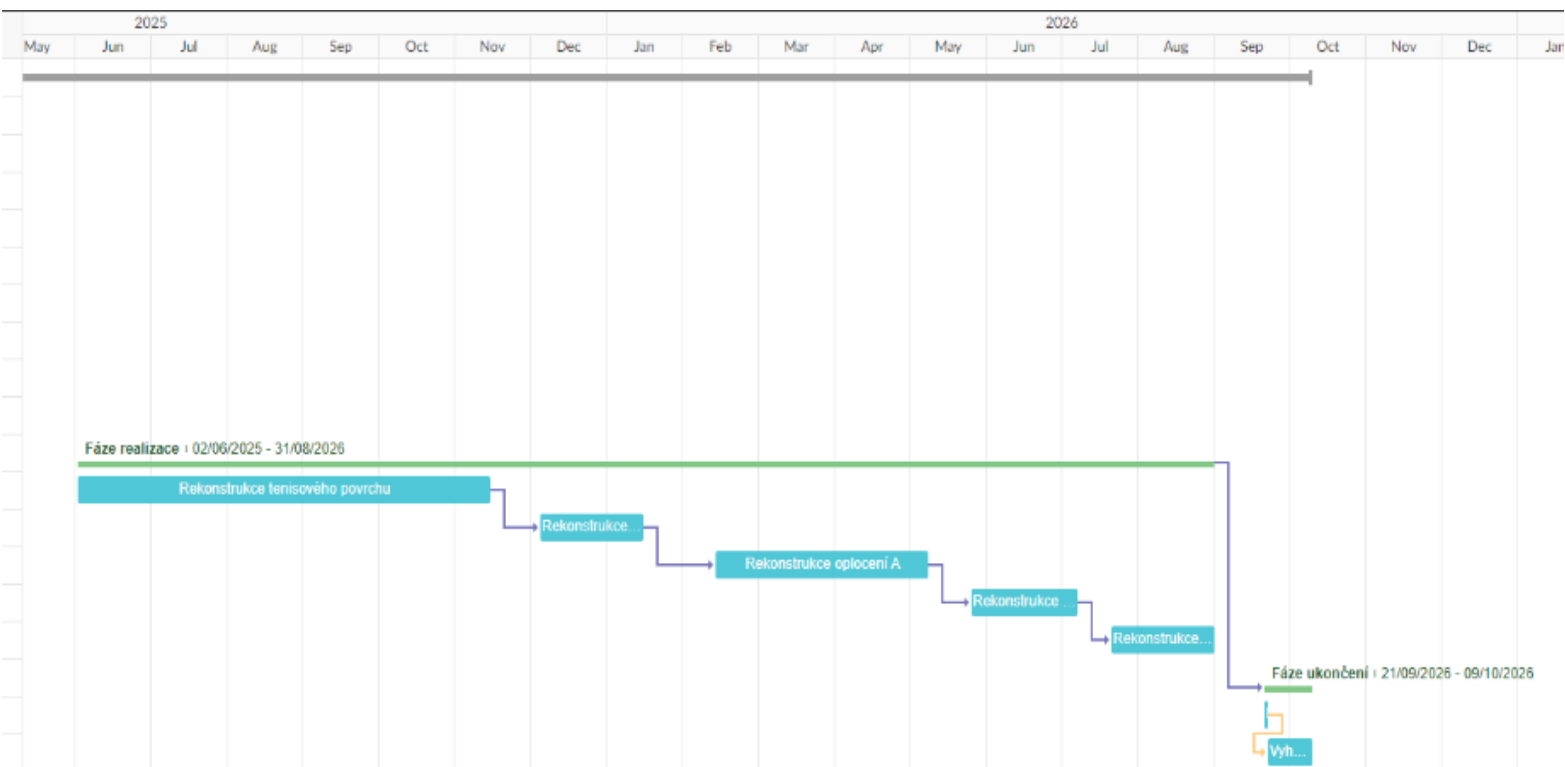 2025 2026
May Jun Jul Aug Sep Oct Nov Dec Jan Feb Mar Apr May Jun Jul Aug Sep Oct Nov Dec Jan
Fáze realizace 02/06/2025 - 31/08/2026
Rekonstrukce tenisového povrchu
Rekonstrukce...
Rekonstrukce oplocení A
Rekonstrukce ...
Rekonstrukce...
Fáze ukončení 21/09/2026 - 09/10/2026
Vyh...